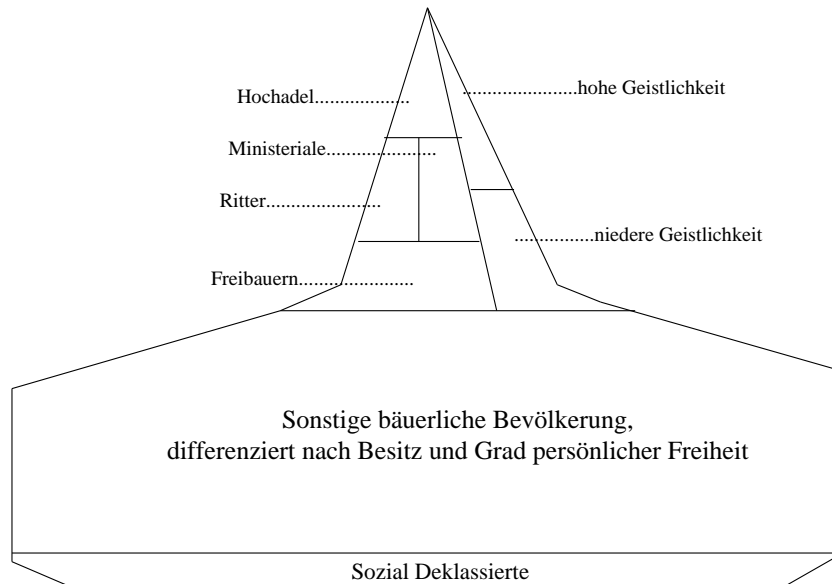 Hochadel...................
......................hohe Geistlichkeit
Ministeriale......................
Ritter.......................
................niedere Geistlichkeit
Freibauern.......................
Sonstige bäuerliche Bevölkerung,
differenziert nach Besitz und Grad persönlicher Freiheit
Sozial Deklassierte